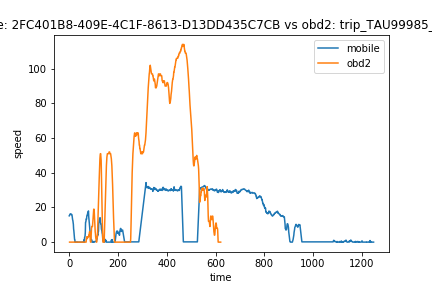 e: 2FC401B8-409E-4C1F-8613-D13DD435C7CB vs obd2: trip_TAU99985_
mobile
obd2
speed
100
80
60
40
20
0
0 200 400 600 800 1000 1200
time